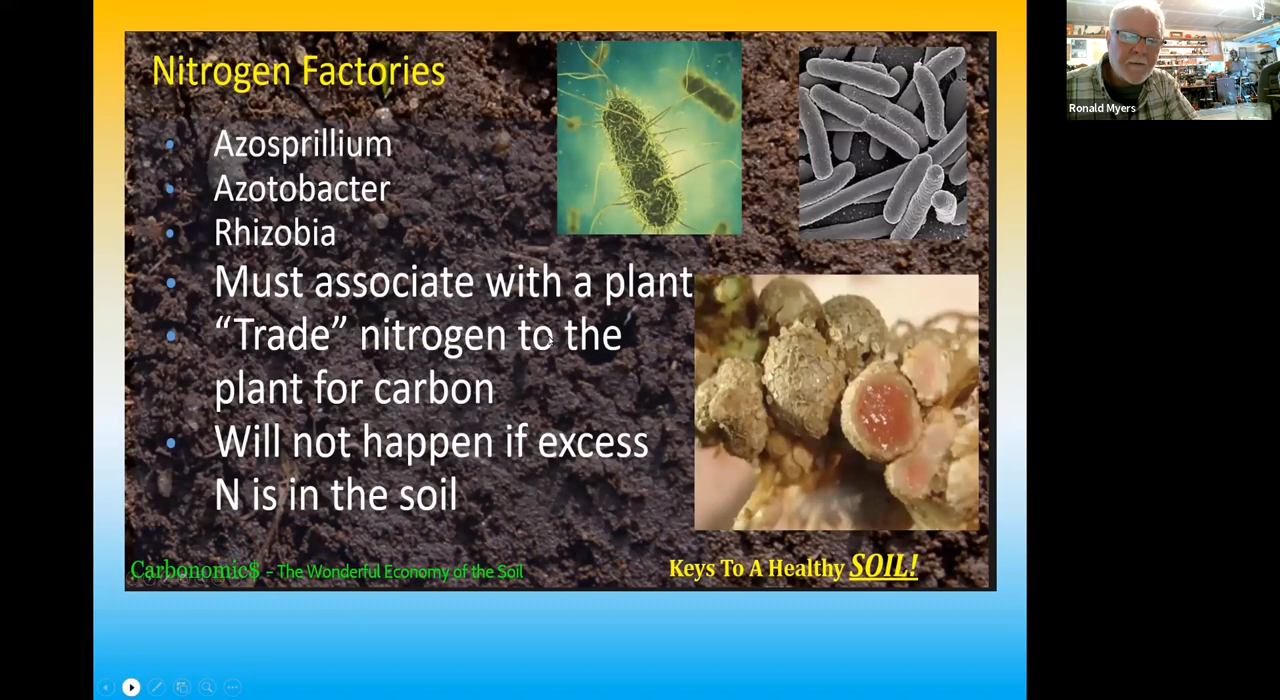 Nitrogen Factories
Azosprillium
Azotobacter
Rhizobia
Must associate with a plant
“Trade” nitrogen to the
plant for carbon
Will not happen if excess
N is in the soil
Carbonomic$ – The Wonderful Economy of the Soil
Keys To A Healthy SOIL!
Ronald Myers